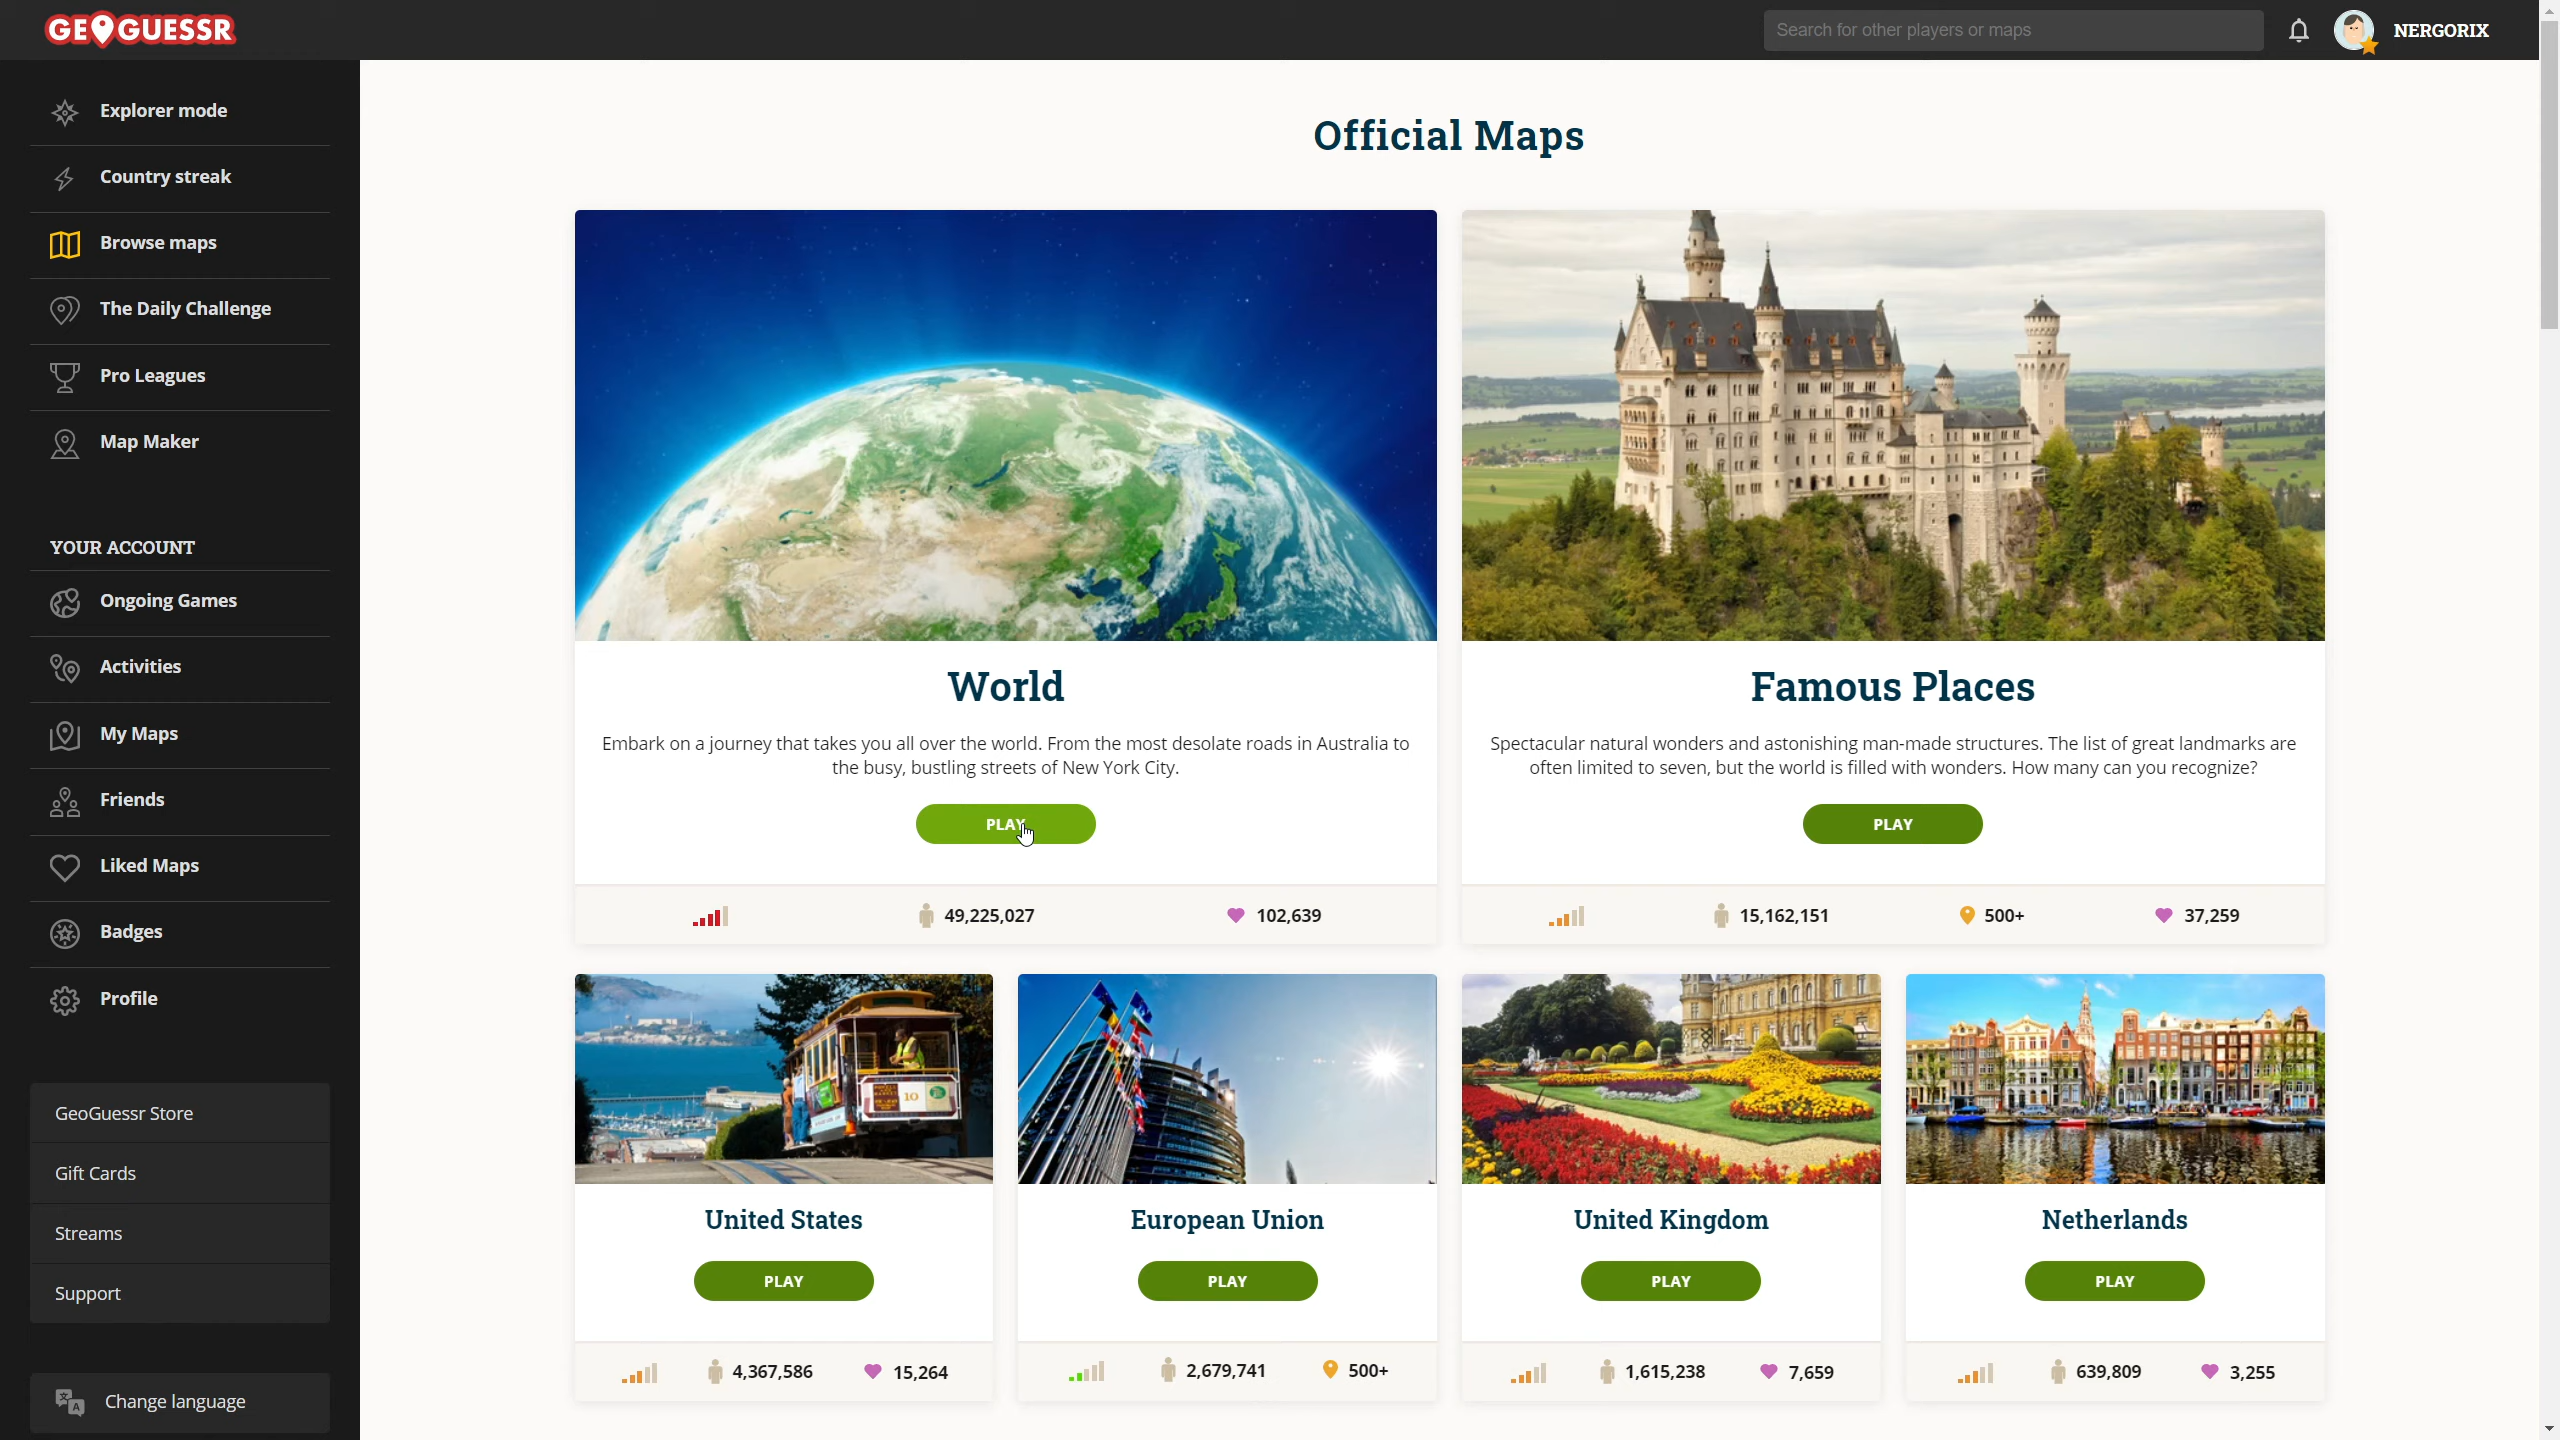 GEOGUESSR
Search for other players or maps
NERGORIX
Explorer mode
Country streak
Browse maps
The Daily Challenge
Pro Leagues
Map Maker
YOUR ACCOUNT
Ongoing Games
Activities
My Maps
Friends
Liked Maps
Badges
Profile
GeoGuessr Store
Gift Cards
Streams
Support
Change language
Official Maps
World
Embark on a journey that takes you all over the world. From the most desolate roads in Australia to
the busy, bustling streets of New York City.
PLAY
49,225,027 102,639
Famous Places
Spectacular natural wonders and astonishing man-made structures. The list of great landmarks are
often limited to seven, but the world is filled with wonders. How many can you recognize?
PLAY
15,162,151 500+ 37,259
10
United States
PLAY
4,367,586 15,264
European Union
PLAY
2,679,741 500+
United Kingdom
PLAY
1,615,238 7,659
Netherlands
PLAY
639,809 3,255